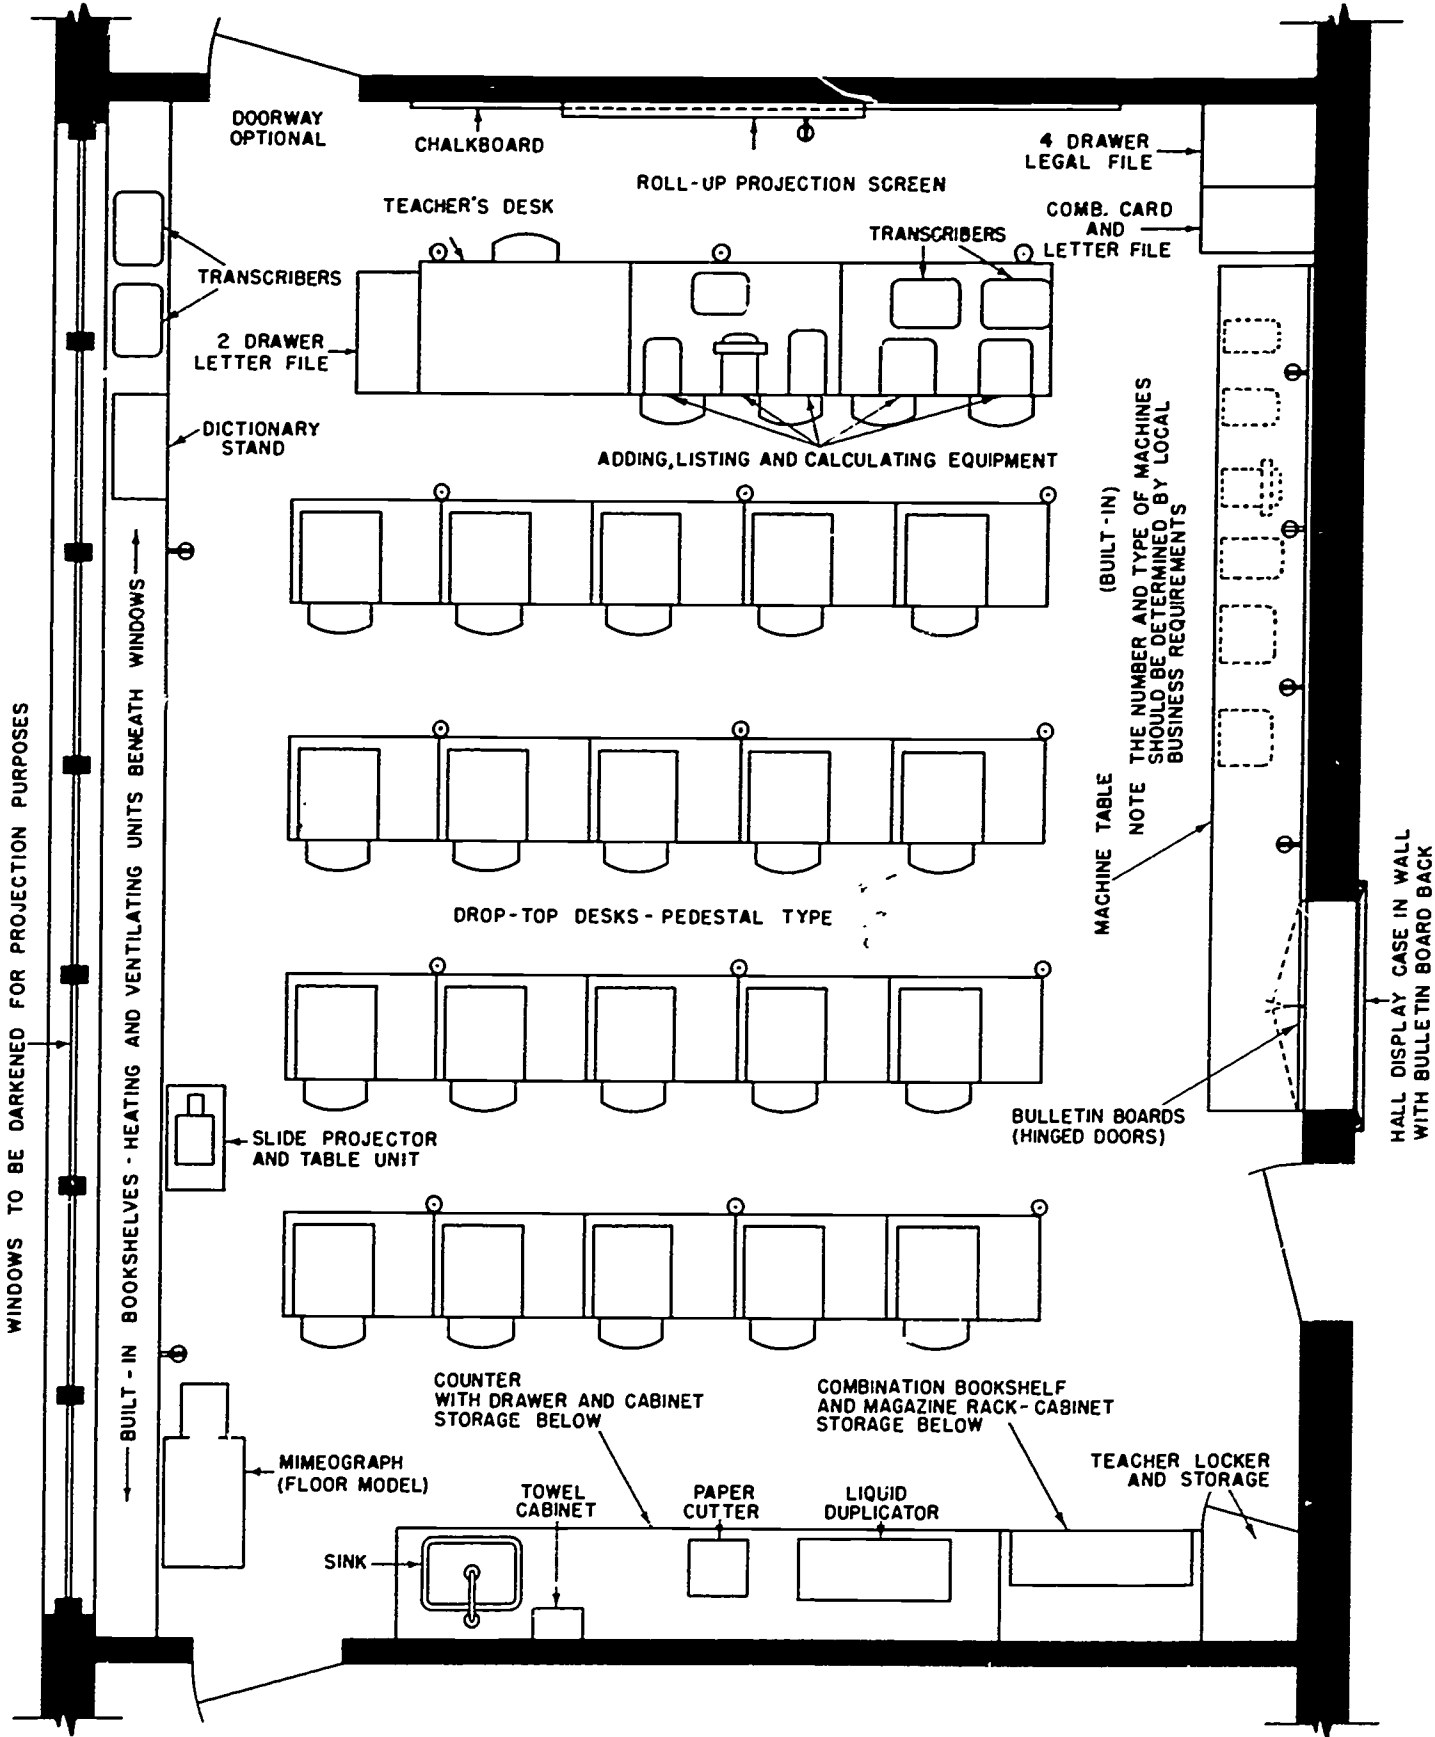 DOORWAY
OPTIONAL
CHALKBOARD
ROLL-UP PROJECTION SCREEN
4 DRAWER
LEGAL FILE
COMB. CARD
AND
LETTER FILE
TEACHER'S DESK
TRANSCRIBERS
TRANSCRIBERS
2 DRAWER
LETTER FILE
DICTIONARY
STAND
ADDING, LISTING AND CALCULATING EQUIPMENT
MACHINE TABLE (BUILT-IN)
NOTE THE NUMBER AND TYPE OF MACHINES
SHOULD BE DETERMINED BY LOCAL
BUSINESS REQUIREMENTS
WINDOWS TO BE DARKENED FOR PROJECTION PURPOSES
BUILT-IN BOOKSHELVES - HEATING AND VENTILATING UNITS BENEATH WINDOWS
DROP-TOP DESKS - PEDESTAL TYPE
HALL DISPLAY CASE IN WALL
WITH BULLETIN BOARD BACK
BULLETIN BOARDS
(HINGED DOORS)
SLIDE PROJECTOR
AND TABLE UNIT
COUNTER
WITH DRAWER AND CABINET
STORAGE BELOW
COMBINATION BOOKSHELF
AND MAGAZINE RACK-CABINET
STORAGE BELOW
TEACHER LOCKER
AND STORAGE
MIMEOGRAPH
(FLOOR MODEL)
TOWEL
CABINET
PAPER
CUTTER
LIQUID
DUPLICATOR
SINK